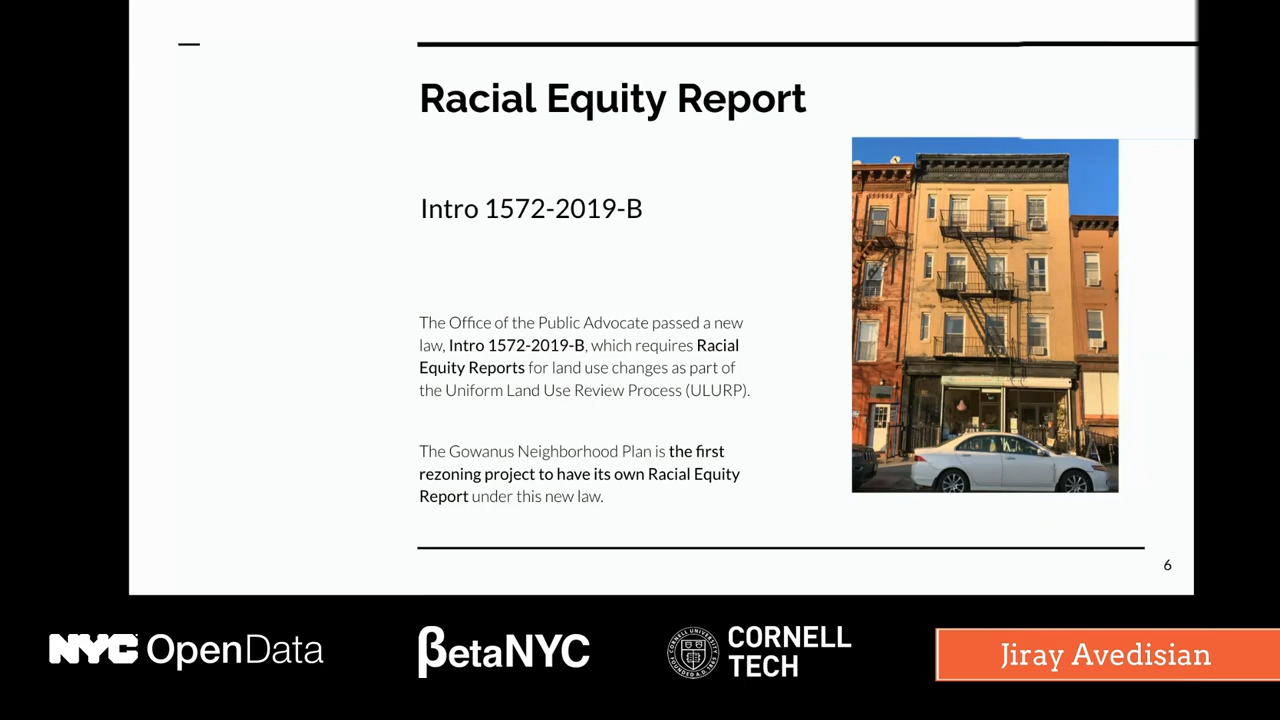 Racial Equity Report
Intro 1572-2019-B
The Office of the Public Advocate passed a new
law, Intro 1572-2019-B, which requires Racial
Equity Reports for land use changes as part of
the Uniform Land Use Review Process (ULURP).
The Gowanus Neighborhood Plan is the first
rezoning project to have its own Racial Equity
Report under this new law.
6
NYC OpenData
βetaNYC
CORNELL
TECH
Jiray Avedisian